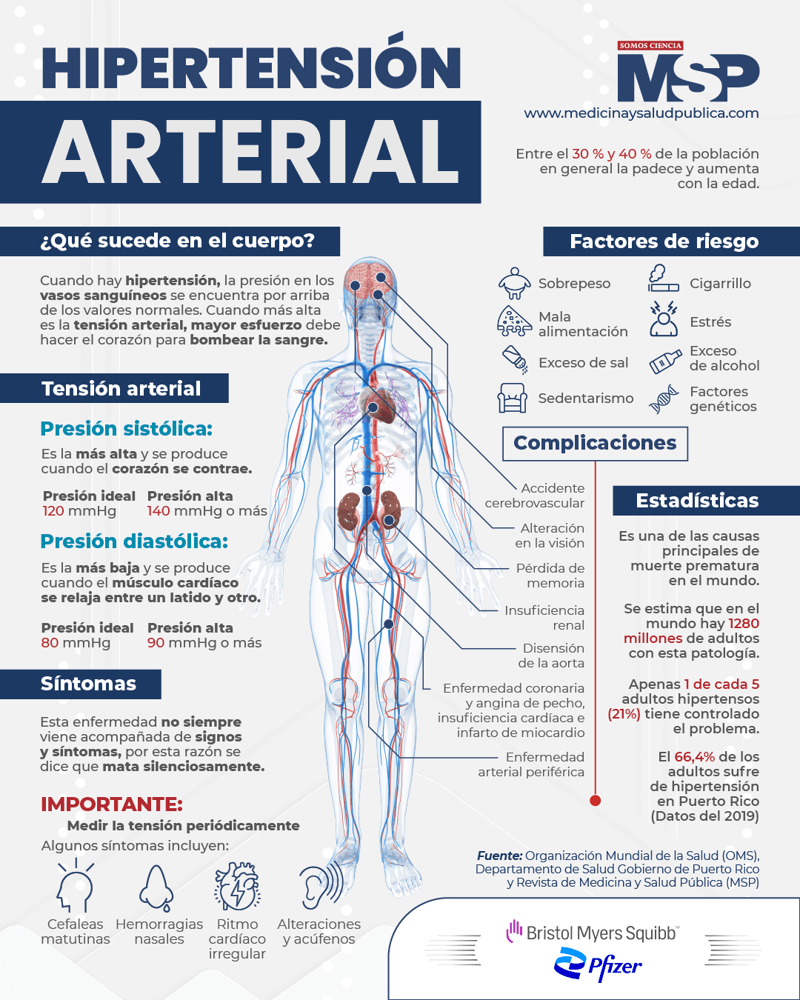 HIPERTENSIÓN
ARTERIAL
SOMOS CIENCIA
MSP
www.medicinaysaludpublica.com
Entre el 30 % y 40 % de la población
en general la padece y aumenta
con la edad.
¿Qué sucede en el cuerpo?
Cuando hay hipertensión, la presión en los
vasos sanguíneos se encuentra por arriba
de los valores normales. Cuando más alta
es la tensión arterial, mayor esfuerzo debe
hacer el corazón para bombear la sangre.
Tensión arterial
Presión sistólica:
Es la más alta y se produce
cuando el corazón se contrae.
Presión ideal
120 mmHg
Presión alta
140 mmHg o más
Presión diastólica:
Es la más baja y se produce
cuando el músculo cardíaco
se relaja entre un latido y otro.
Presión ideal
80 mmHg
Presión alta
90 mmHg o más
Síntomas
Esta enfermedad no siempre
viene acompañada de signos
y síntomas, por esta razón se
dice que mata silenciosamente.
IMPORTANTE:
Medir la tensión periódicamente
Algunos síntomas incluyen:
Cefaleas
matutinas
Hemorragias
nasales
Ritmo
cardíaco
irregular
Alteraciones
y acúfenos
Factores de riesgo
Sobrepeso
Cigarrillo
Mala
alimentación
Estrés
Exceso de sal
Exceso
de alcohol
Sedentarismo
Factores
genéticos
Complicaciones
Accidente
cerebrovascular
Alteración
en la visión
Pérdida de
memoria
Insuficiencia
renal
Disensión
de la aorta
Enfermedad coronaria
y angina de pecho,
insuficiencia cardíaca e
infarto de miocardio
Enfermedad
arterial periférica
Estadísticas
Es una de las causas
principales de
muerte prematura
en el mundo.
Se estima que en el
mundo hay 1280
millones de adultos
con esta patología.
Apenas 1 de cada 5
adultos hipertensos
(21%) tiene controlado
el problema.
El 66,4% de los
adultos sufre
de hipertensión
en Puerto Rico
(Datos del 2019)
Fuente: Organización Mundial de la Salud (OMS),
Departamento de Salud Gobierno de Puerto Rico
y Revista de Medicina y Salud Pública (MSP)
Bristol Myers Squibb™
Pfizer